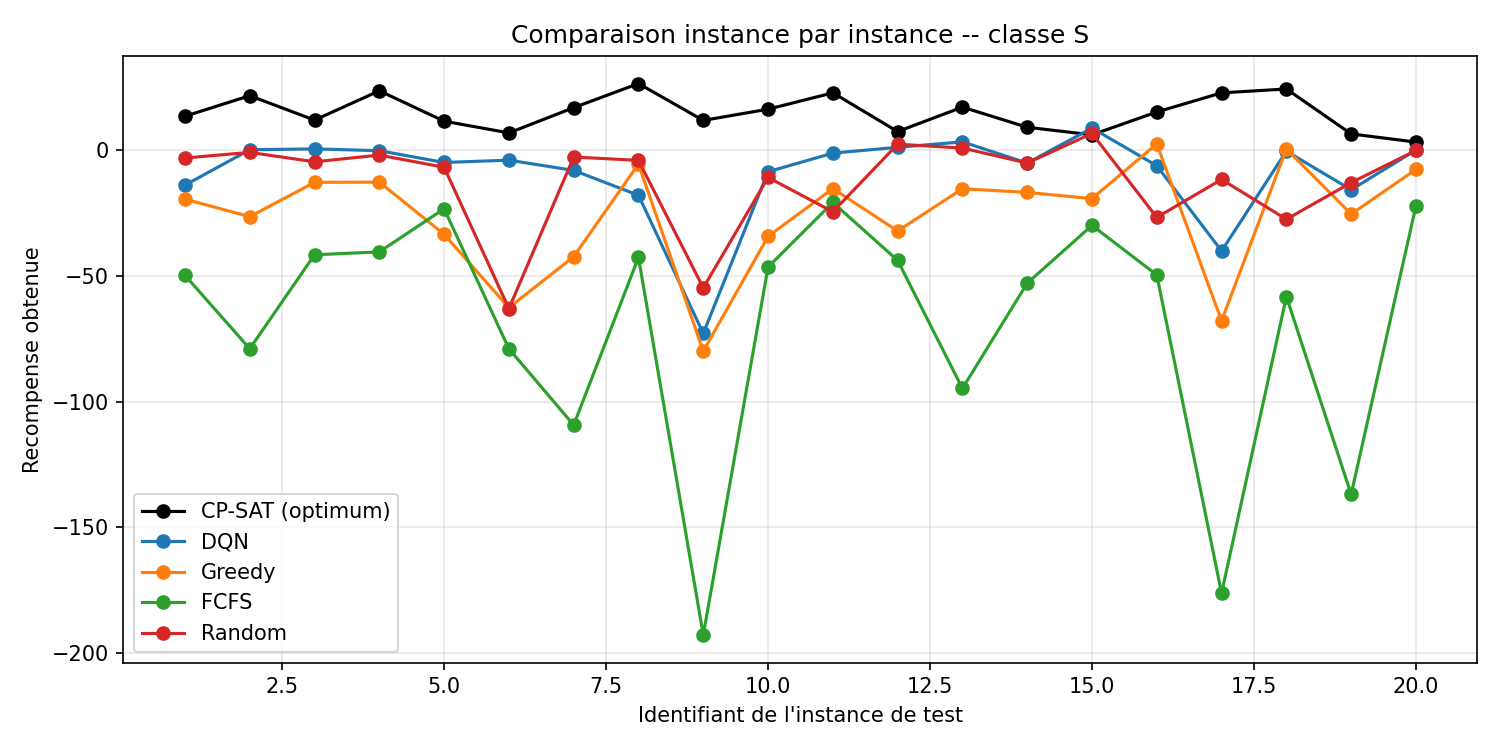 Comparaison instance par instance -- classe S
Recompense obtenue
0
−50
−100
−150
−200
CP-SAT (optimum)
DQN
Greedy
FCFS
Random
2.5 5.0 7.5 10.0 12.5 15.0 17.5 20.0
Identifiant de l'instance de test